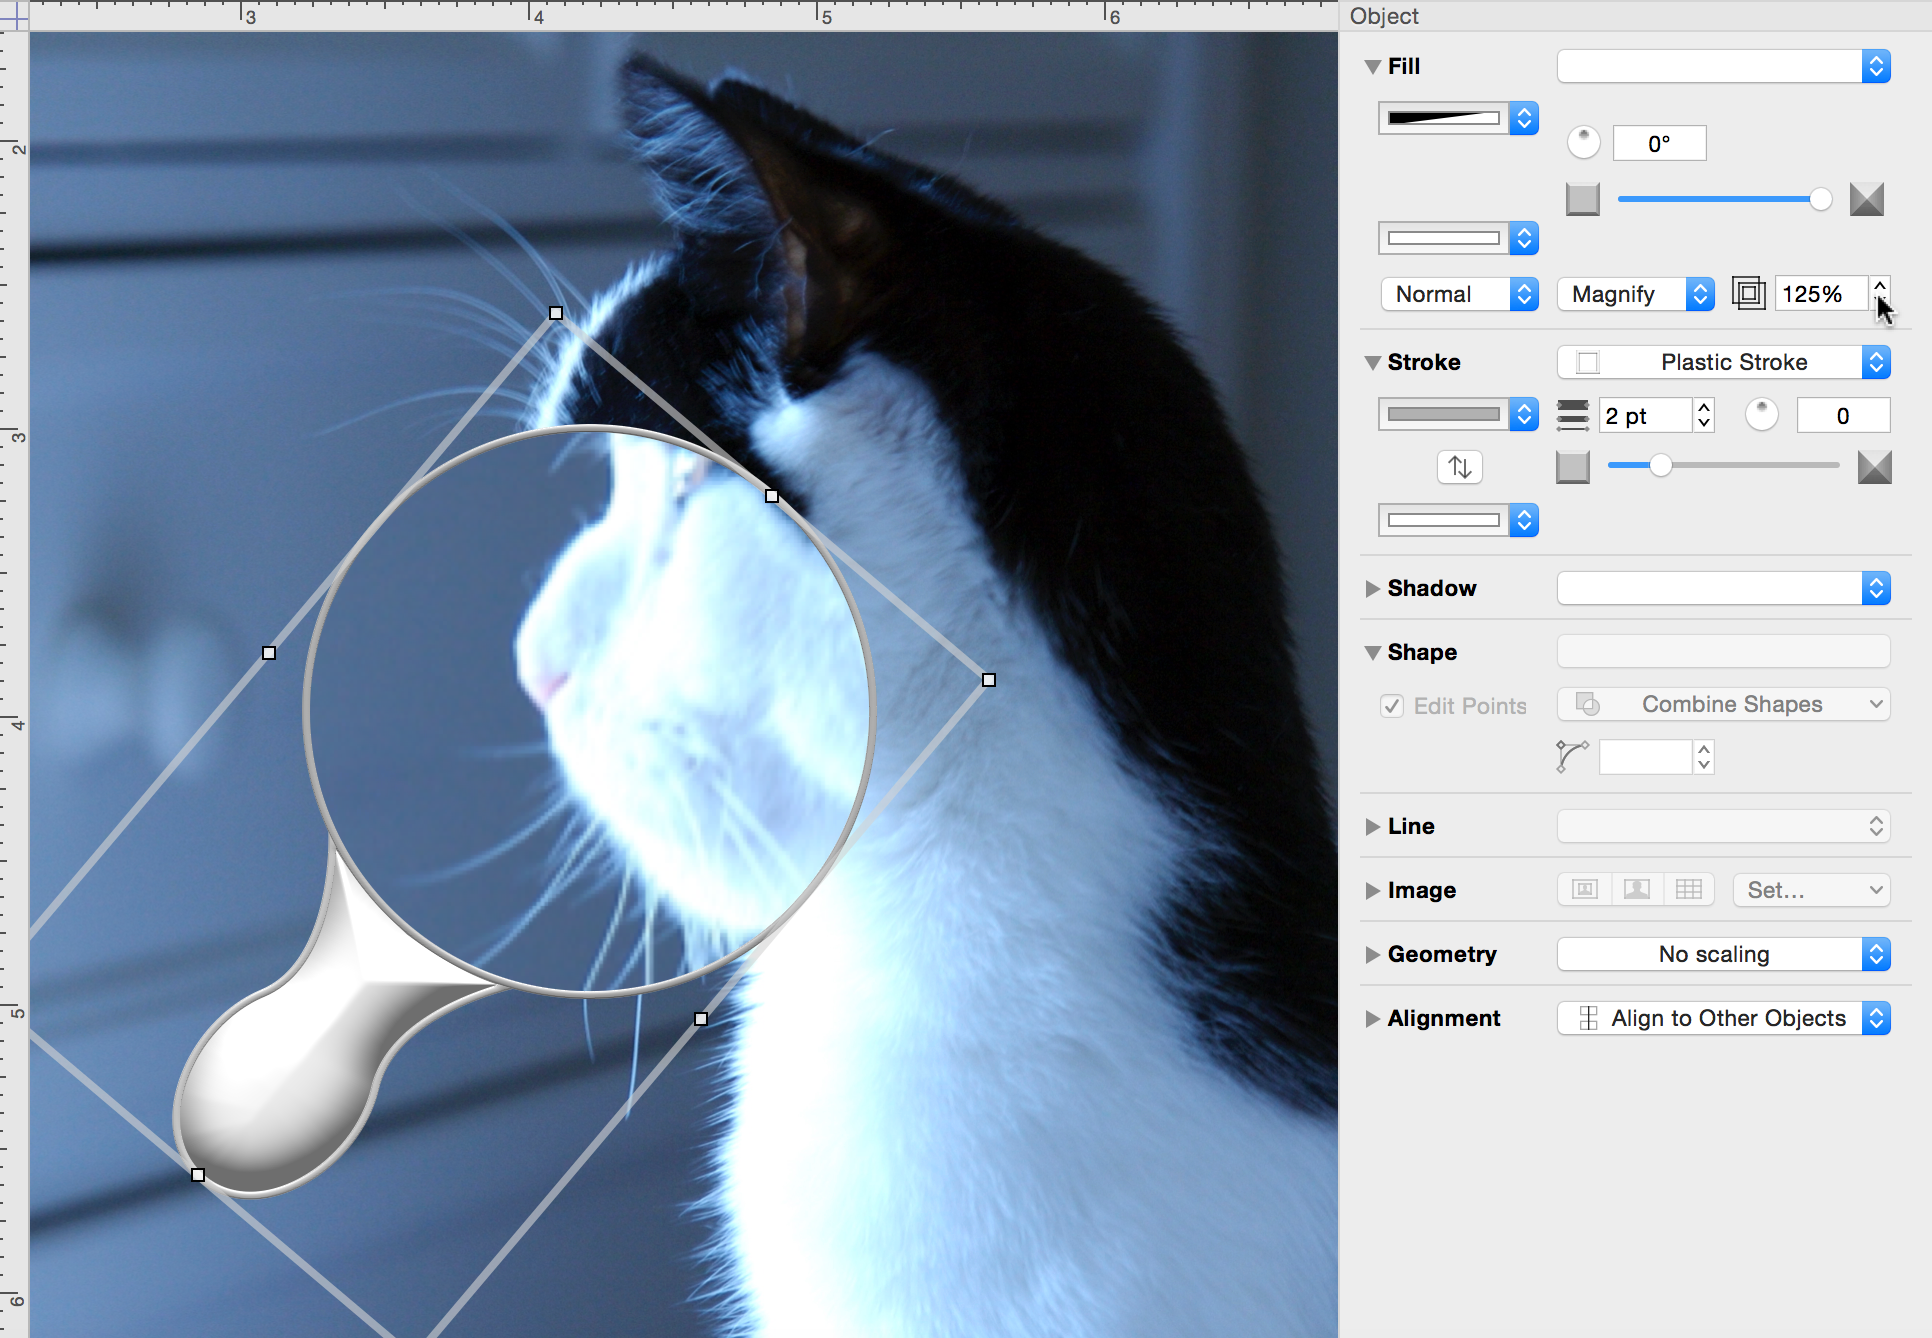 3 4 5 6
Object
2
3
4
5
6
Fill
0°
Normal Magnify 125%
Stroke Plastic Stroke
2 pt 0
Shadow
Shape
Edit Points Combine Shapes
Line
Image Set...
Geometry No scaling
Alignment Align to Other Objects